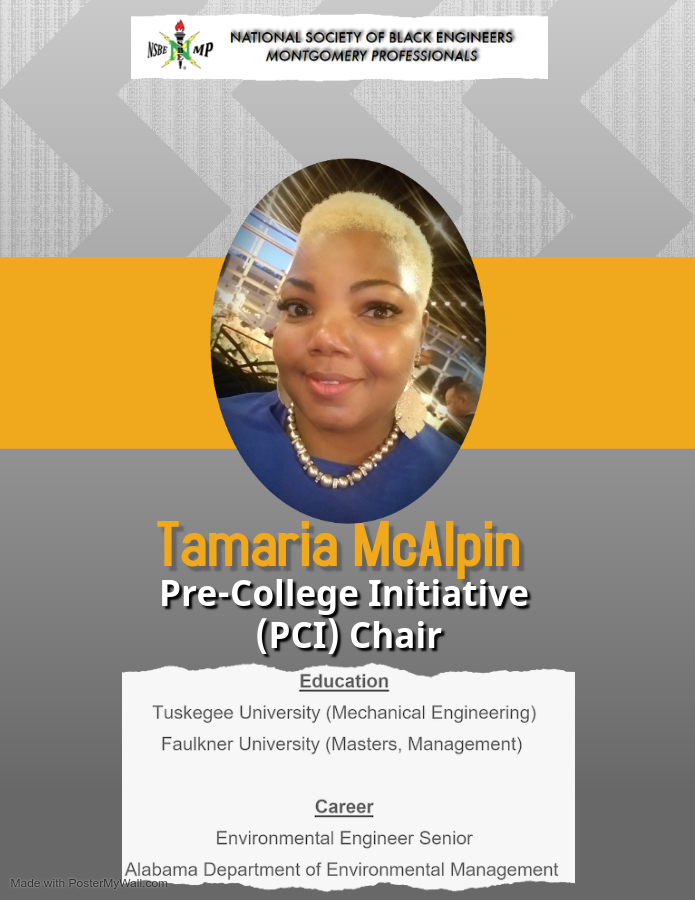 NSBE MP
NATIONAL SOCIETY OF BLACK ENGINEERS
MONTGOMERY PROFESSIONALS
Tamaria McAlpin
Pre-College Initiative
(PCI) Chair
Education
Tuskegee University (Mechanical Engineering)
Faulkner University (Masters, Management)
Career
Environmental Engineer Senior
Alabama Department of Environmental Management
Made with PosterMyWall.com